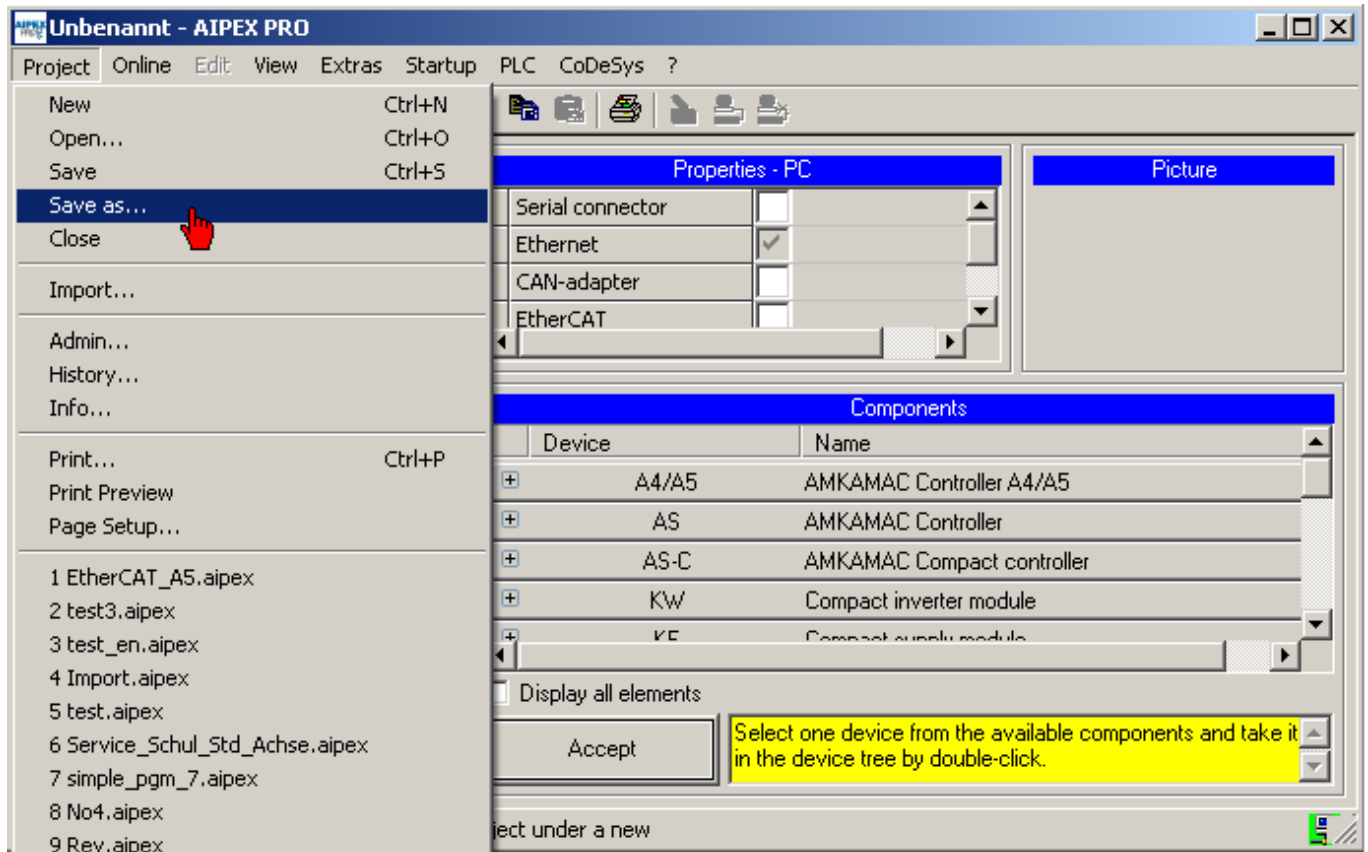 Unbenannt - AIPEX PRO
Project Online Edit View Extras Startup PLC CoDeSys ?
New Ctrl+N
Open... Ctrl+O
Save Ctrl+S
Save as...
Close
Import...
Admin...
History...
Info...
Print... Ctrl+P
Print Preview
Page Setup...
1 EtherCAT_A5.aipex
2 test3.aipex
3 test_en.aipex
4 Import.aipex
5 test.aipex
6 Service_Schul_Std_Achse.aipex
7 simple_pgm_7.aipex
8 No4.aipex
9 Rev.aipex
Properties - PC
Serial connector
Ethernet
CAN-adapter
EtherCAT
Picture
Components
Device Name
A4/A5 AMKAMAC Controller A4/A5
AS AMKAMAC Controller
AS-C AMKAMAC Compact controller
KW Compact inverter module
Compact supply module
Display all elements
Accept
Select one device from the available components and take it
in the device tree by double-click.
ject under a new